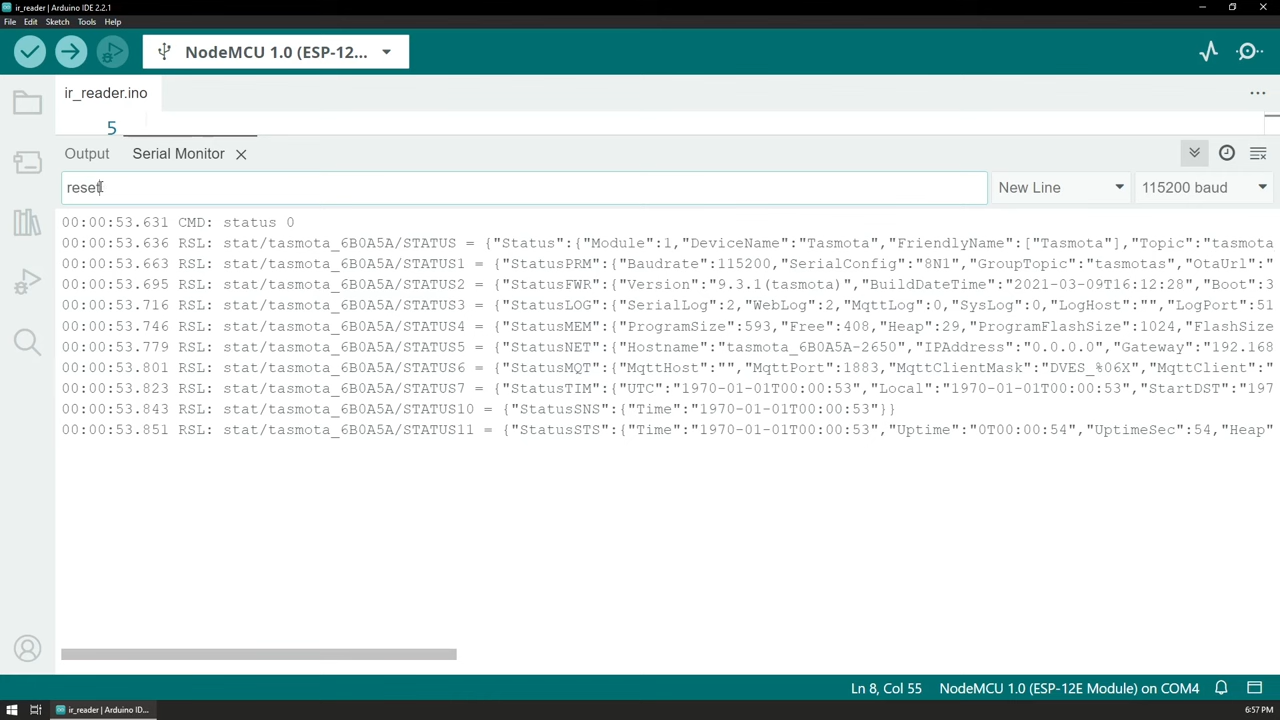 ir_reader | Arduino IDE 2.2.1
File Edit Sketch Tools Help
NodeMCU 1.0 (ESP-12...
ir_reader.ino
5
Output Serial Monitor
reset New Line 115200 baud
00:00:53.631 CMD: status 0
00:00:53.636 RSL: stat/tasmota_6B0A5A/STATUS = {"Status":{"Module":1,"DeviceName":"Tasmota","FriendlyName":["Tasmota"],"Topic":"tasmota
00:00:53.663 RSL: stat/tasmota_6B0A5A/STATUS1 = {"StatusPRM":{"Baudrate":115200,"SerialConfig":"8N1","GroupTopic":"tasmotas","OtaUrl":"
00:00:53.695 RSL: stat/tasmota_6B0A5A/STATUS2 = {"StatusFWR":{"Version":"9.3.1(tasmota)","BuildDateTime":"2021-03-09T16:12:28","Boot":3
00:00:53.716 RSL: stat/tasmota_6B0A5A/STATUS3 = {"StatusLOG":{"SerialLog":2,"WebLog":2,"MqttLog":0,"SysLog":0,"LogHost":"","LogPort":51
00:00:53.746 RSL: stat/tasmota_6B0A5A/STATUS4 = {"StatusMEM":{"ProgramSize":593,"Free":408,"Heap":29,"ProgramFlashSize":1024,"FlashSize
00:00:53.779 RSL: stat/tasmota_6B0A5A/STATUS5 = {"StatusNET":{"Hostname":"tasmota_6B0A5A-2650","IPAddress":"0.0.0.0","Gateway":"192.168
00:00:53.801 RSL: stat/tasmota_6B0A5A/STATUS6 = {"StatusMQT":{"MqttHost":"","MqttPort":1883,"MqttClientMask":"DVES_%06X","MqttClient":"
00:00:53.823 RSL: stat/tasmota_6B0A5A/STATUS7 = {"StatusTIM":{"UTC":"1970-01-01T00:00:53","Local":"1970-01-01T00:00:53","StartDST":"197
00:00:53.843 RSL: stat/tasmota_6B0A5A/STATUS10 = {"StatusSNS":{"Time":"1970-01-01T00:00:53"}}
00:00:53.851 RSL: stat/tasmota_6B0A5A/STATUS11 = {"StatusSTS":{"Time":"1970-01-01T00:00:53","Uptime":"0T00:00:54","UptimeSec":54,"Heap"
Ln 8, Col 55 NodeMCU 1.0 (ESP-12E Module) on COM4
ir_reader | Arduino ID... 6:57 PM